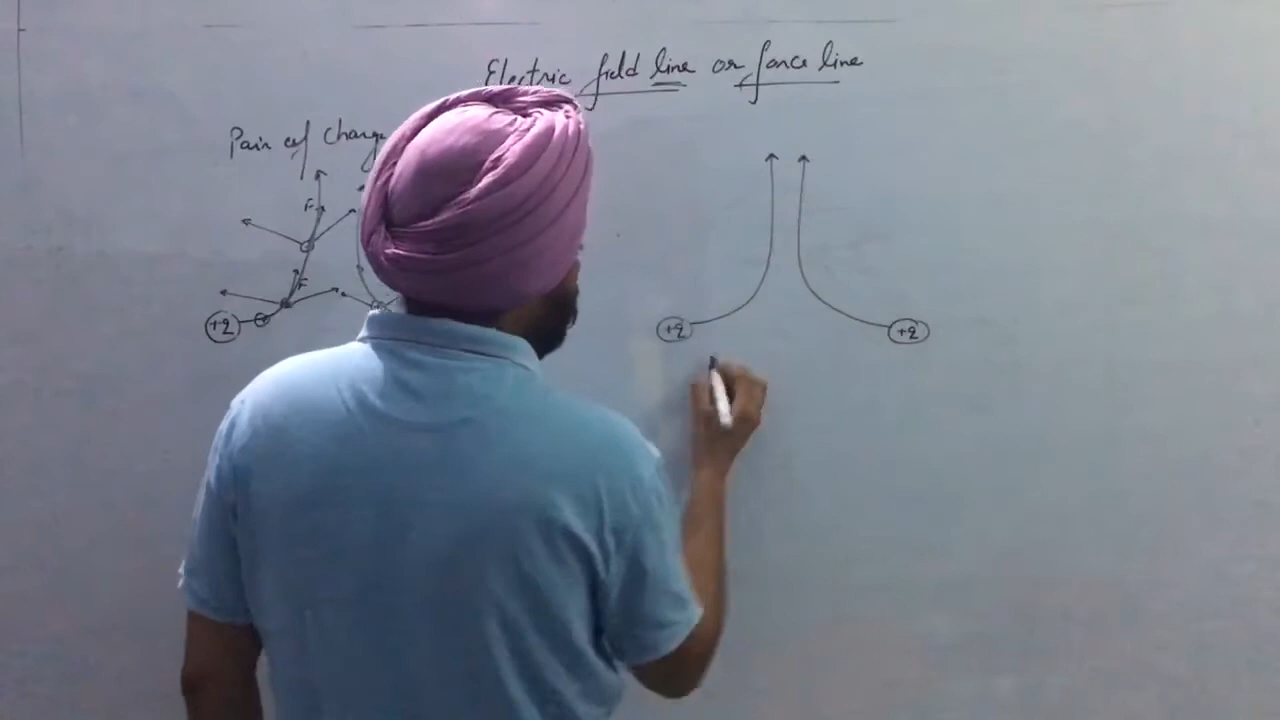 Electric field line or force line
Pair of charge
F
F
+q
+q
+q